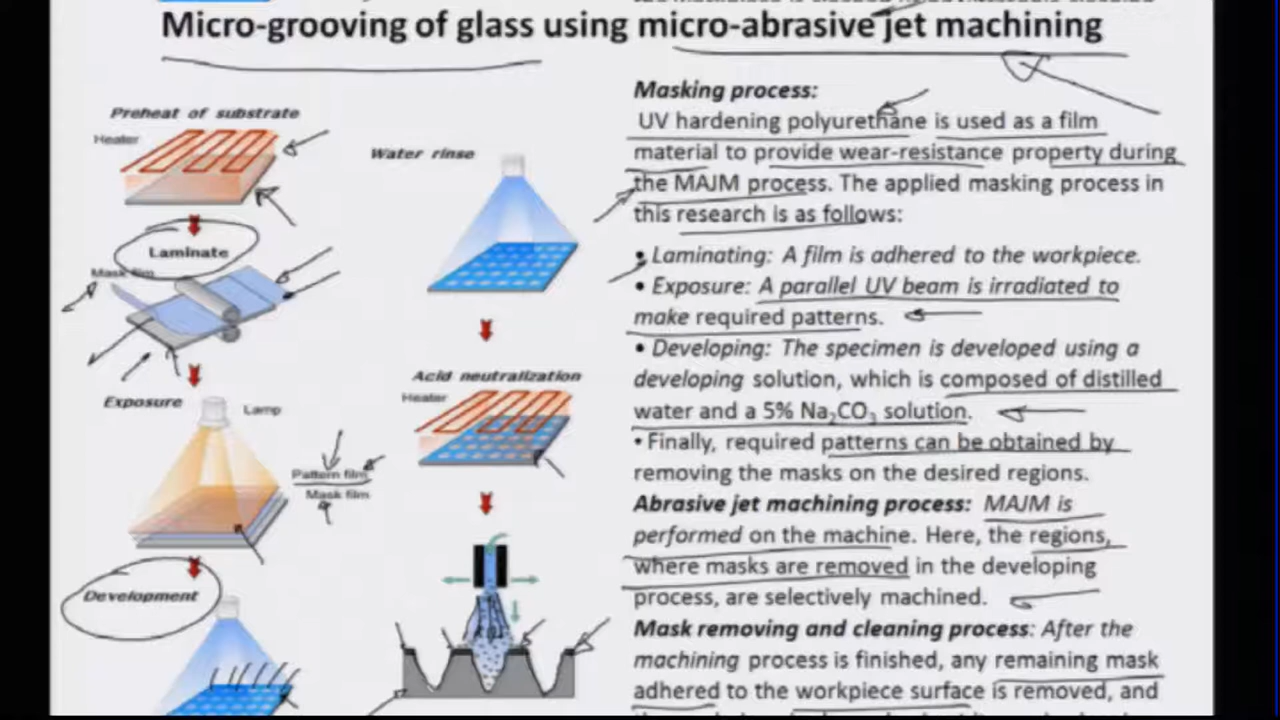 Micro-grooving of glass using micro-abrasive jet machining
Preheat of substrate
Heater
Laminate
Mask film
Exposure
Lamp
Pattern film
Mask film
Development
Water rinse
Acid neutralization
Heater
Masking process:
UV hardening polyurethane is used as a film
material to provide wear-resistance property during
the MAJM process. The applied masking process in
this research is as follows:
• Laminating: A film is adhered to the workpiece.
• Exposure: A parallel UV beam is irradiated to
make required patterns.
• Developing: The specimen is developed using a
developing solution, which is composed of distilled
water and a 5% Na₂CO₃ solution.
• Finally, required patterns can be obtained by
removing the masks on the desired regions.
Abrasive jet machining process: MAJM is
performed on the machine. Here, the regions,
where masks are removed in the developing
process, are selectively machined.
Mask removing and cleaning process: After the
machining process is finished, any remaining mask
adhered to the workpiece surface is removed, and